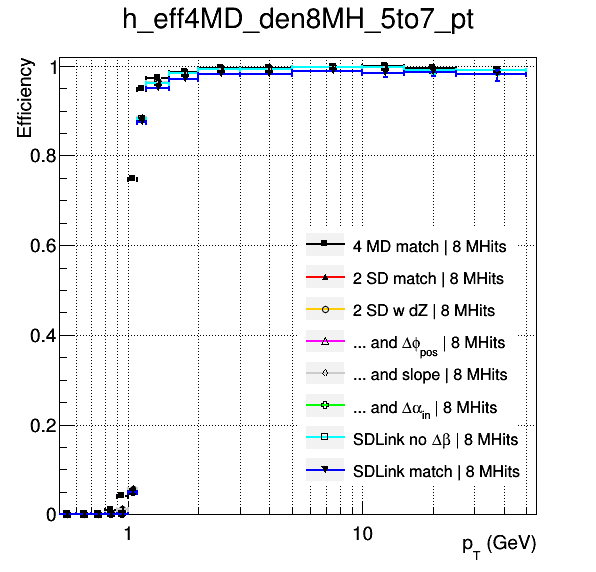 h_eff4MD_den8MH_5to7_pt
Efficiency
1
0.8
0.6
0.4
0.2
0
4 MD match | 8 MHits
2 SD match | 8 MHits
2 SD w dZ | 8 MHits
... and Δϕpos | 8 MHits
... and slope | 8 MHits
... and Δαin | 8 MHits
SDLink no Δβ | 8 MHits
SDLink match | 8 MHits
1 10
pT (GeV)